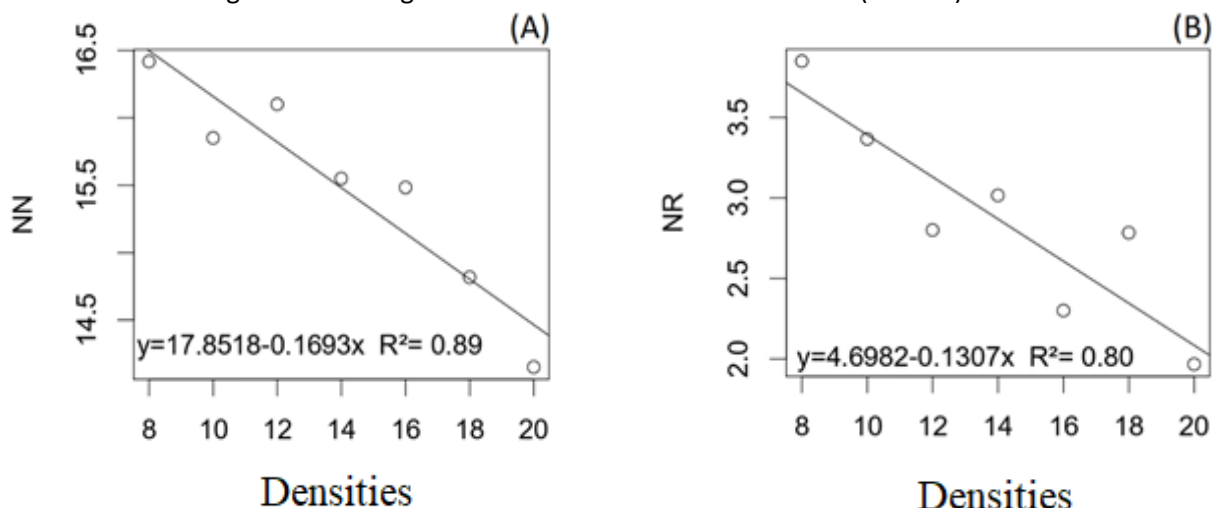 (A)
16.5
15.5
14.5
NN
y=17.8518-0.1693x R²= 0.89
8 10 12 14 16 18 20
Densities
(B)
3.5
3.0
2.5
2.0
NR
y=4.6982-0.1307x R²= 0.80
8 10 12 14 16 18 20
Densities